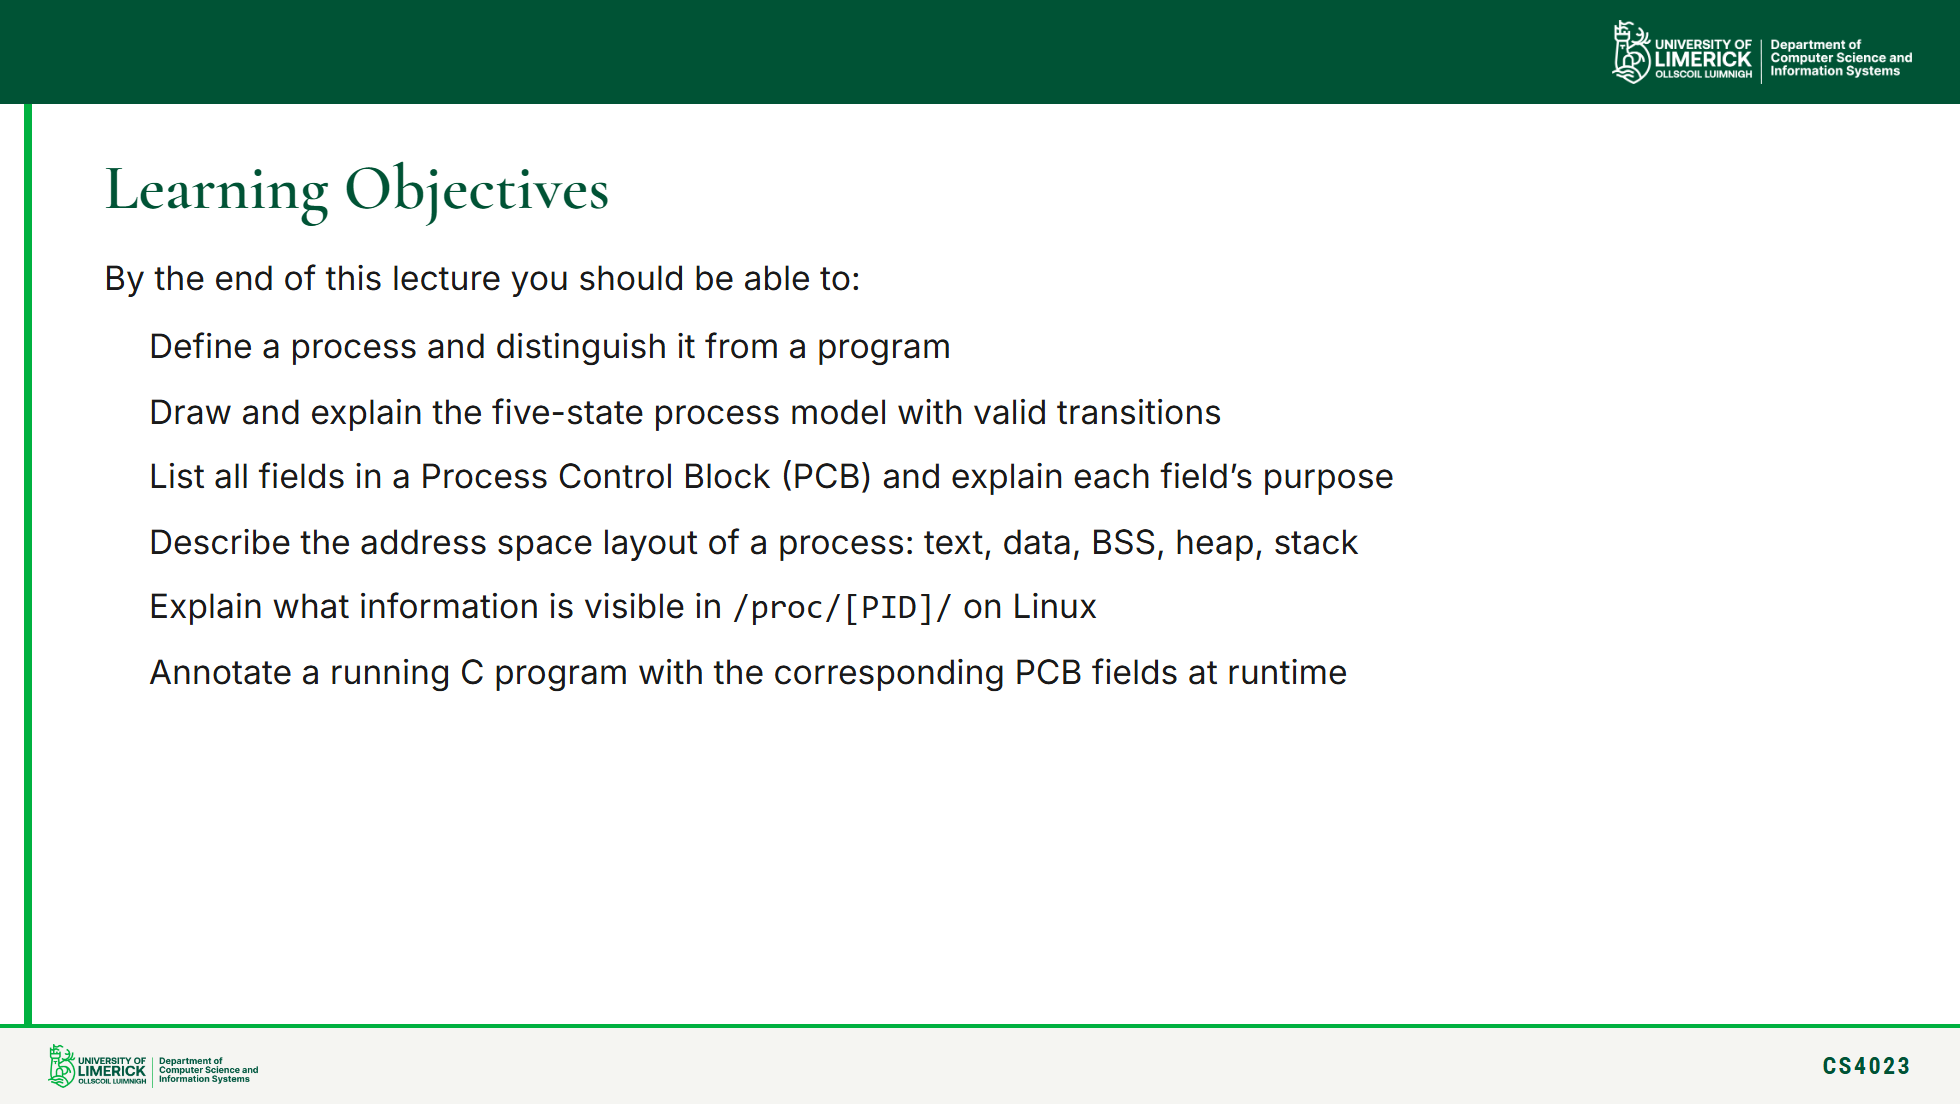 UNIVERSITY OF
LIMERICK
OLLSCOIL LUIMNIGH
Department of
Computer Science and
Information Systems
Learning Objectives
By the end of this lecture you should be able to:
Define a process and distinguish it from a program
Draw and explain the five-state process model with valid transitions
List all fields in a Process Control Block (PCB) and explain each field’s purpose
Describe the address space layout of a process: text, data, BSS, heap, stack
Explain what information is visible in /proc/[PID]/ on Linux
Annotate a running C program with the corresponding PCB fields at runtime
UNIVERSITY OF
LIMERICK
OLLSCOIL LUIMNIGH
Department of
Computer Science and
Information Systems
CS4023